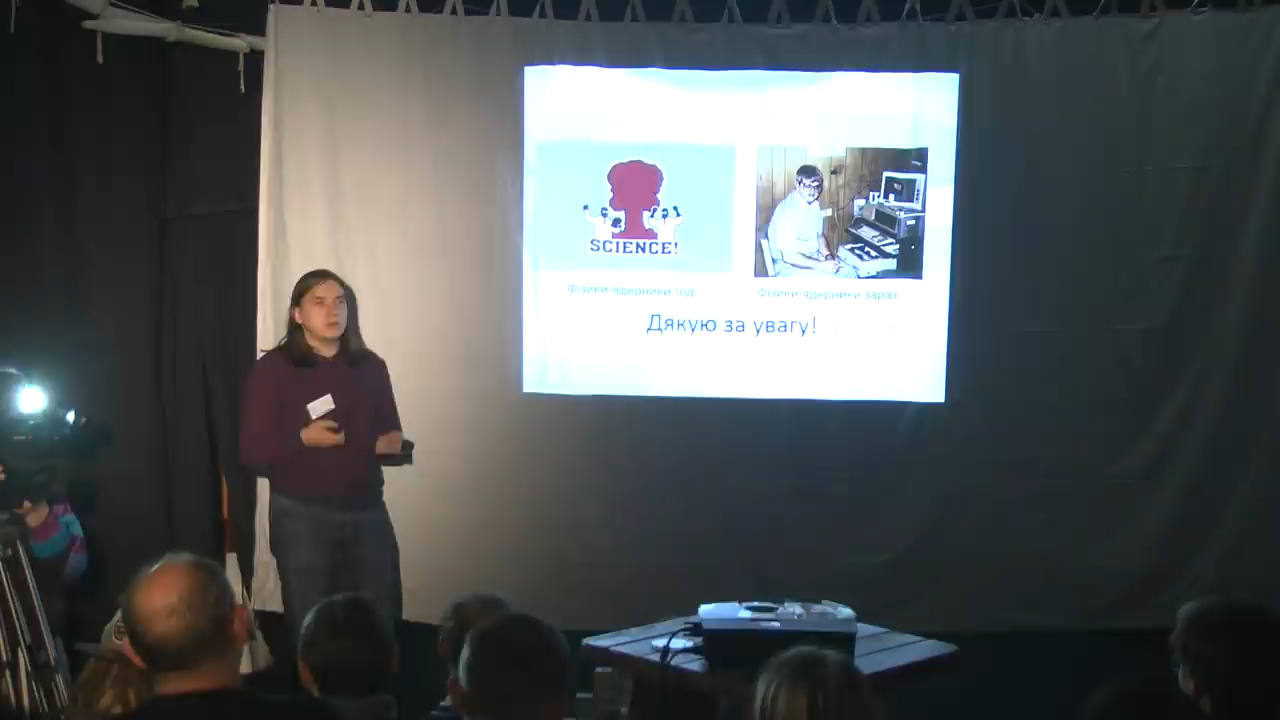 SCIENCE!
Фізики-ядерники тоді
Фізики-ядерники зараз
Дякую за увагу!